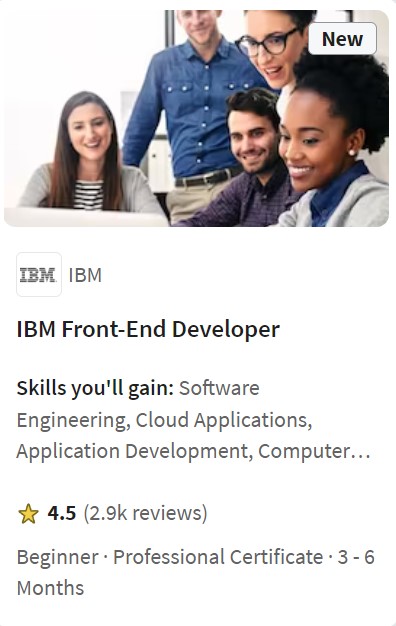 New
IBM
IBM
IBM Front-End Developer
Skills you'll gain: Software
Engineering, Cloud Applications,
Application Development, Computer…
4.5 (2.9k reviews)
Beginner · Professional Certificate · 3 - 6
Months